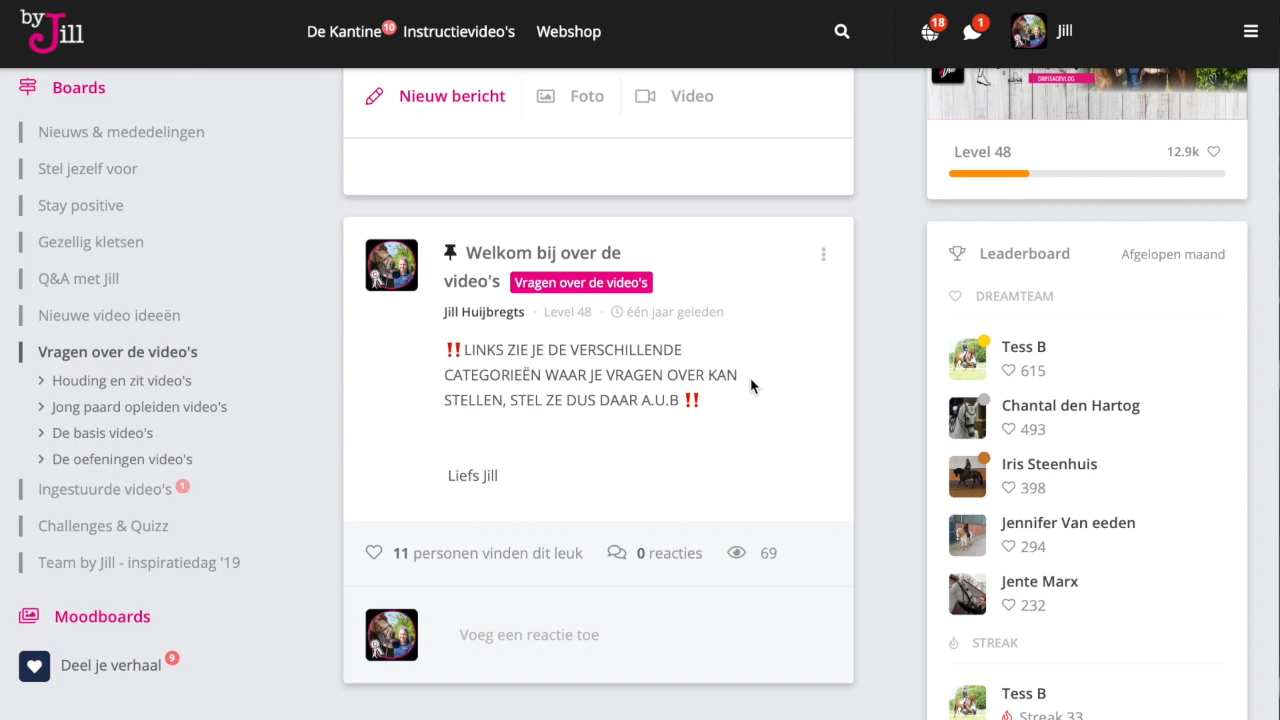 by Jill
De Kantine 10 Instructievideo's Webshop
18 1 Jill
Boards
Nieuws & mededelingen
Stel jezelf voor
Stay positive
Gezellig kletsen
Q&A met Jill
Nieuwe video ideeën
Vragen over de video's
Houding en zit video's
Jong paard opleiden video's
De basis video's
De oefeningen video's
Ingestuurde video's 1
Challenges & Quizz
Team by Jill - inspiratiedag '19
Moodboards
Deel je verhaal 9
Nieuw bericht Foto Video
Welkom bij over de
video's Vragen over de video's
Jill Huijbregts · Level 48 · één jaar geleden
‼️LINKS ZIE JE DE VERSCHILLENDE
CATEGORIEËN WAAR JE VRAGEN OVER KAN
STELLEN, STEL ZE DUS DAAR A.U.B ‼️
Liefs Jill
11 personen vinden dit leuk 0 reacties 69
Voeg een reactie toe
DRESSAGEVLOG
Level 48 12.9k
Leaderboard Afgelopen maand
DREAMTEAM
Tess B
615
Chantal den Hartog
493
Iris Steenhuis
398
Jennifer Van eeden
294
Jente Marx
232
STREAK
Tess B
Streak 33